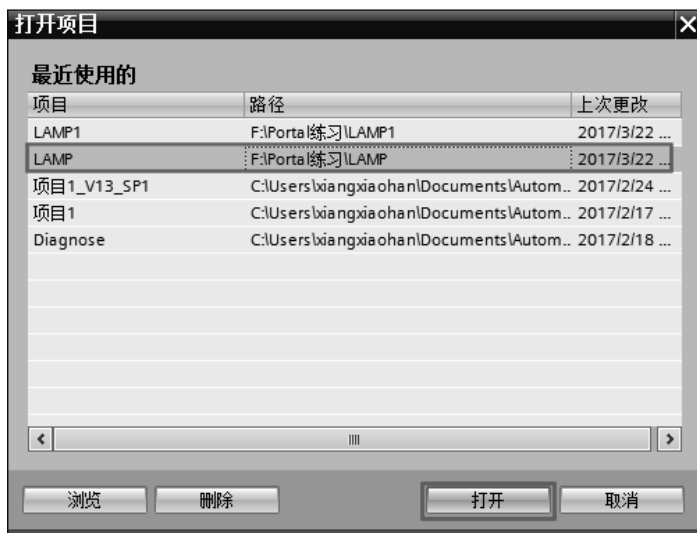 打开项目
最近使用的
项目 路径 上次更改
LAMP1 F:\Portal练习\LAMP1 2017/3/22 ...
LAMP F:\Portal练习\LAMP 2017/3/22 ...
项目1_V13_SP1 C:\Users\xiangxiaohan\Documents\Autom... 2017/2/24 ...
项目1 C:\Users\xiangxiaohan\Documents\Autom... 2017/2/17 ...
Diagnose C:\Users\xiangxiaohan\Documents\Autom... 2017/2/18 ...
浏览 删除 打开 取消